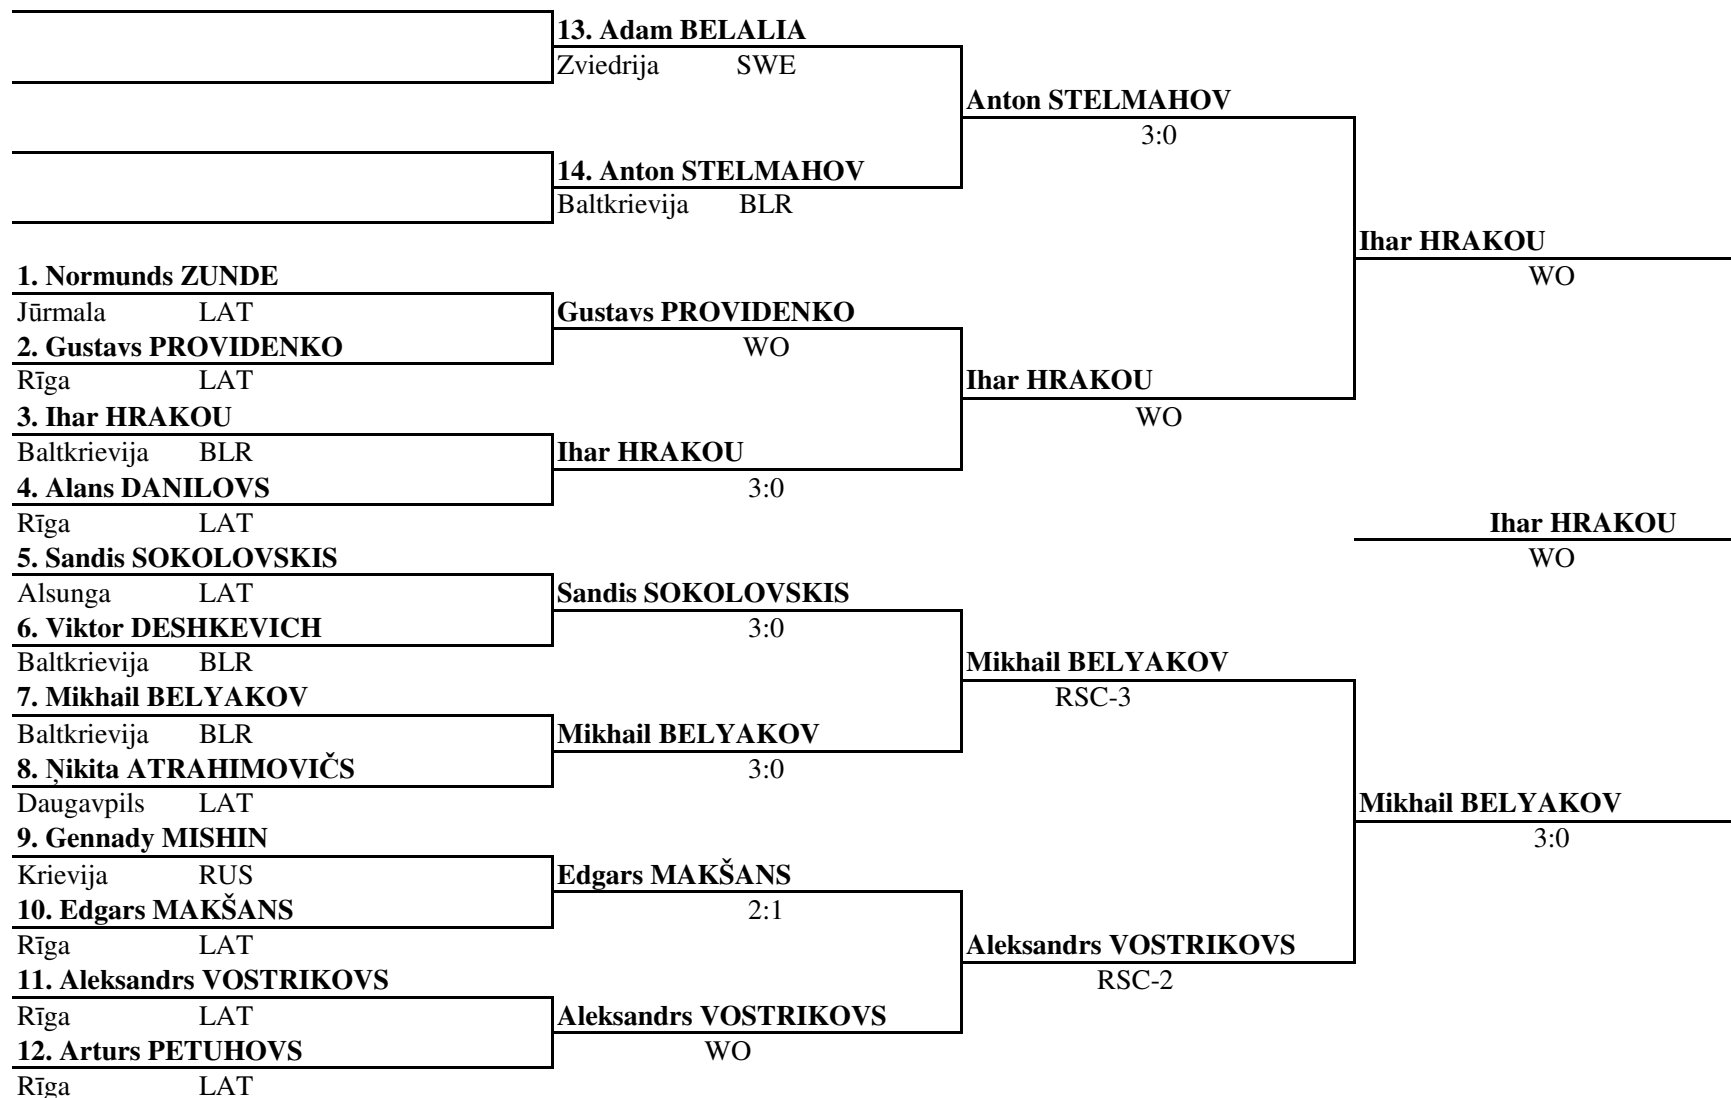 13. Adam BELALIA
Zviedrija SWE
Anton STELMAHOV
3:0
14. Anton STELMAHOV
Baltkrievija BLR
Ihar HRAKOU
1. Normunds ZUNDE WO
Jūrmala LAT Gustavs PROVIDENKO
2. Gustavs PROVIDENKO WO
Rīga LAT Ihar HRAKOU
3. Ihar HRAKOU WO
Baltkrievija BLR Ihar HRAKOU
4. Alans DANILOVS 3:0
Rīga LAT Ihar HRAKOU
5. Sandis SOKOLOVSKIS WO
Alsunga LAT Sandis SOKOLOVSKIS
6. Viktor DESHKEVICH 3:0
Baltkrievija BLR Mikhail BELYAKOV
7. Mikhail BELYAKOV RSC-3
Baltkrievija BLR Mikhail BELYAKOV
8. Ņikita ATRAHIMOVIČS 3:0
Daugavpils LAT Mikhail BELYAKOV
9. Gennady MISHIN 3:0
Krievija RUS Edgars MAKŠANS
10. Edgars MAKŠANS 2:1
Rīga LAT Aleksandrs VOSTRIKOVS
11. Aleksandrs VOSTRIKOVS RSC-2
Rīga LAT Aleksandrs VOSTRIKOVS
12. Arturs PETUHOVS WO
Rīga LAT